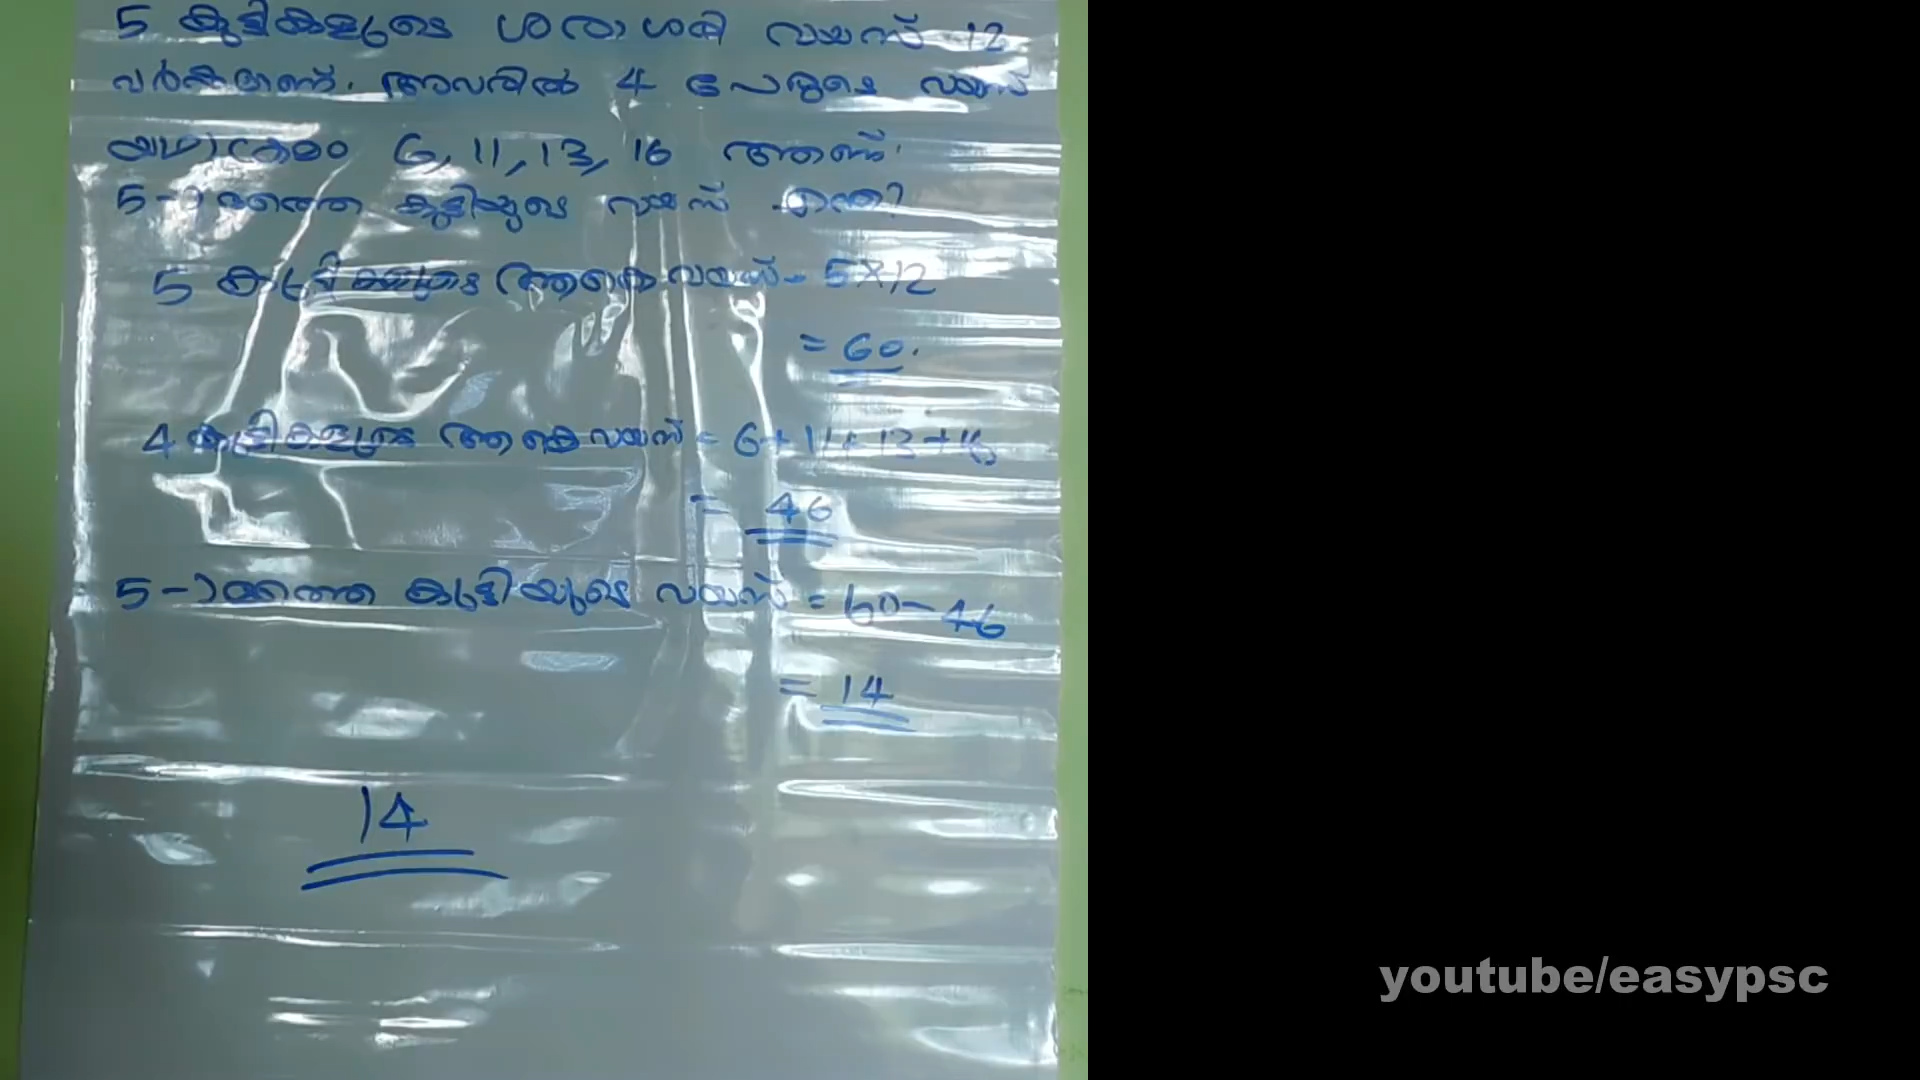 5 കുട്ടികളുടെ ശരാശരി വയസ് 12
വർഷമാണ്. അവരിൽ 4 പേരുടെ വയസ്
യഥാക്രമം 6, 11, 13, 16 ആണ്.
5-ാമത്തെ കുട്ടിയുടെ വയസ് എന്ത്?
5 കുട്ടികളുടെ ആകെ വയസ് = 5×12
= 60.
4 കുട്ടികളുടെ ആകെ വയസ് = 6+11+13+16
= 46
5-ാമത്തെ കുട്ടിയുടെ വയസ് = 60-46
= 14
14
youtube/easypsc